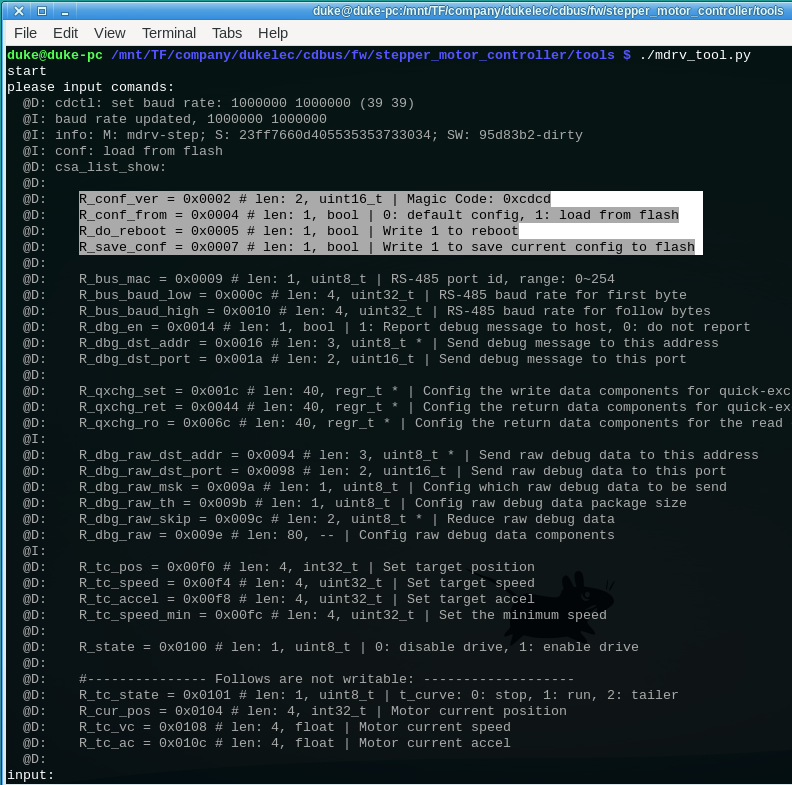 duke@duke-pc:/mnt/TF/company/dukelec/cdbus/fw/stepper_motor_controller/tools
File Edit View Terminal Tabs Help
duke@duke-pc /mnt/TF/company/dukelec/cdbus/fw/stepper_motor_controller/tools $ ./mdrv_tool.py
start
please input comands:
  @D: cdctl: set baud rate: 1000000 1000000 (39 39)
  @I: baud rate updated, 1000000 1000000
  @I: info: M: mdrv-step; S: 23ff7660d405535353733034; SW: 95d83b2-dirty
  @I: conf: load from flash
  @D: csa_list_show:
  @D:
  @D:    R_conf_ver = 0x0002 # len: 2, uint16_t | Magic Code: 0xcdcd
  @D:    R_conf_from = 0x0004 # len: 1, bool | 0: default config, 1: load from flash
  @D:    R_do_reboot = 0x0005 # len: 1, bool | Write 1 to reboot
  @D:    R_save_conf = 0x0007 # len: 1, bool | Write 1 to save current config to flash
  @D:
  @D:    R_bus_mac = 0x0009 # len: 1, uint8_t | RS-485 port id, range: 0~254
  @D:    R_bus_baud_low = 0x000c # len: 4, uint32_t | RS-485 baud rate for first byte
  @D:    R_bus_baud_high = 0x0010 # len: 4, uint32_t | RS-485 baud rate for follow bytes
  @D:    R_dbg_en = 0x0014 # len: 1, bool | 1: Report debug message to host, 0: do not report
  @D:    R_dbg_dst_addr = 0x0016 # len: 3, uint8_t * | Send debug message to this address
  @D:    R_dbg_dst_port = 0x001a # len: 2, uint16_t | Send debug message to this port
  @D:
  @D:    R_qxchg_set = 0x001c # len: 40, regr_t * | Config the write data components for quick-exc
  @D:    R_qxchg_ret = 0x0044 # len: 40, regr_t * | Config the return data components for quick-ex
  @D:    R_qxchg_ro = 0x006c # len: 40, regr_t * | Config the return data components for the read
  @I:
  @D:    R_dbg_raw_dst_addr = 0x0094 # len: 3, uint8_t * | Send raw debug data to this address
  @D:    R_dbg_raw_dst_port = 0x0098 # len: 2, uint16_t | Send raw debug data to this port
  @D:    R_dbg_raw_msk = 0x009a # len: 1, uint8_t | Config which raw debug data to be send
  @D:    R_dbg_raw_th = 0x009b # len: 1, uint8_t | Config raw debug data package size
  @D:    R_dbg_raw_skip = 0x009c # len: 2, uint8_t * | Reduce raw debug data
  @D:    R_dbg_raw = 0x009e # len: 80, -- | Config raw debug data components
  @I:
  @D:    R_tc_pos = 0x00f0 # len: 4, int32_t | Set target position
  @D:    R_tc_speed = 0x00f4 # len: 4, uint32_t | Set target speed
  @D:    R_tc_accel = 0x00f8 # len: 4, uint32_t | Set target accel
  @D:    R_tc_speed_min = 0x00fc # len: 4, uint32_t | Set the minimum speed
  @D:
  @D:    R_state = 0x0100 # len: 1, uint8_t | 0: disable drive, 1: enable drive
  @D:
  @D:    #--------------- Follows are not writable: -------------------
  @D:    R_tc_state = 0x0101 # len: 1, uint8_t | t_curve: 0: stop, 1: run, 2: tailer
  @D:    R_cur_pos = 0x0104 # len: 4, int32_t | Motor current position
  @D:    R_tc_vc = 0x0108 # len: 4, float | Motor current speed
  @D:    R_tc_ac = 0x010c # len: 4, float | Motor current accel
  @D:
input: